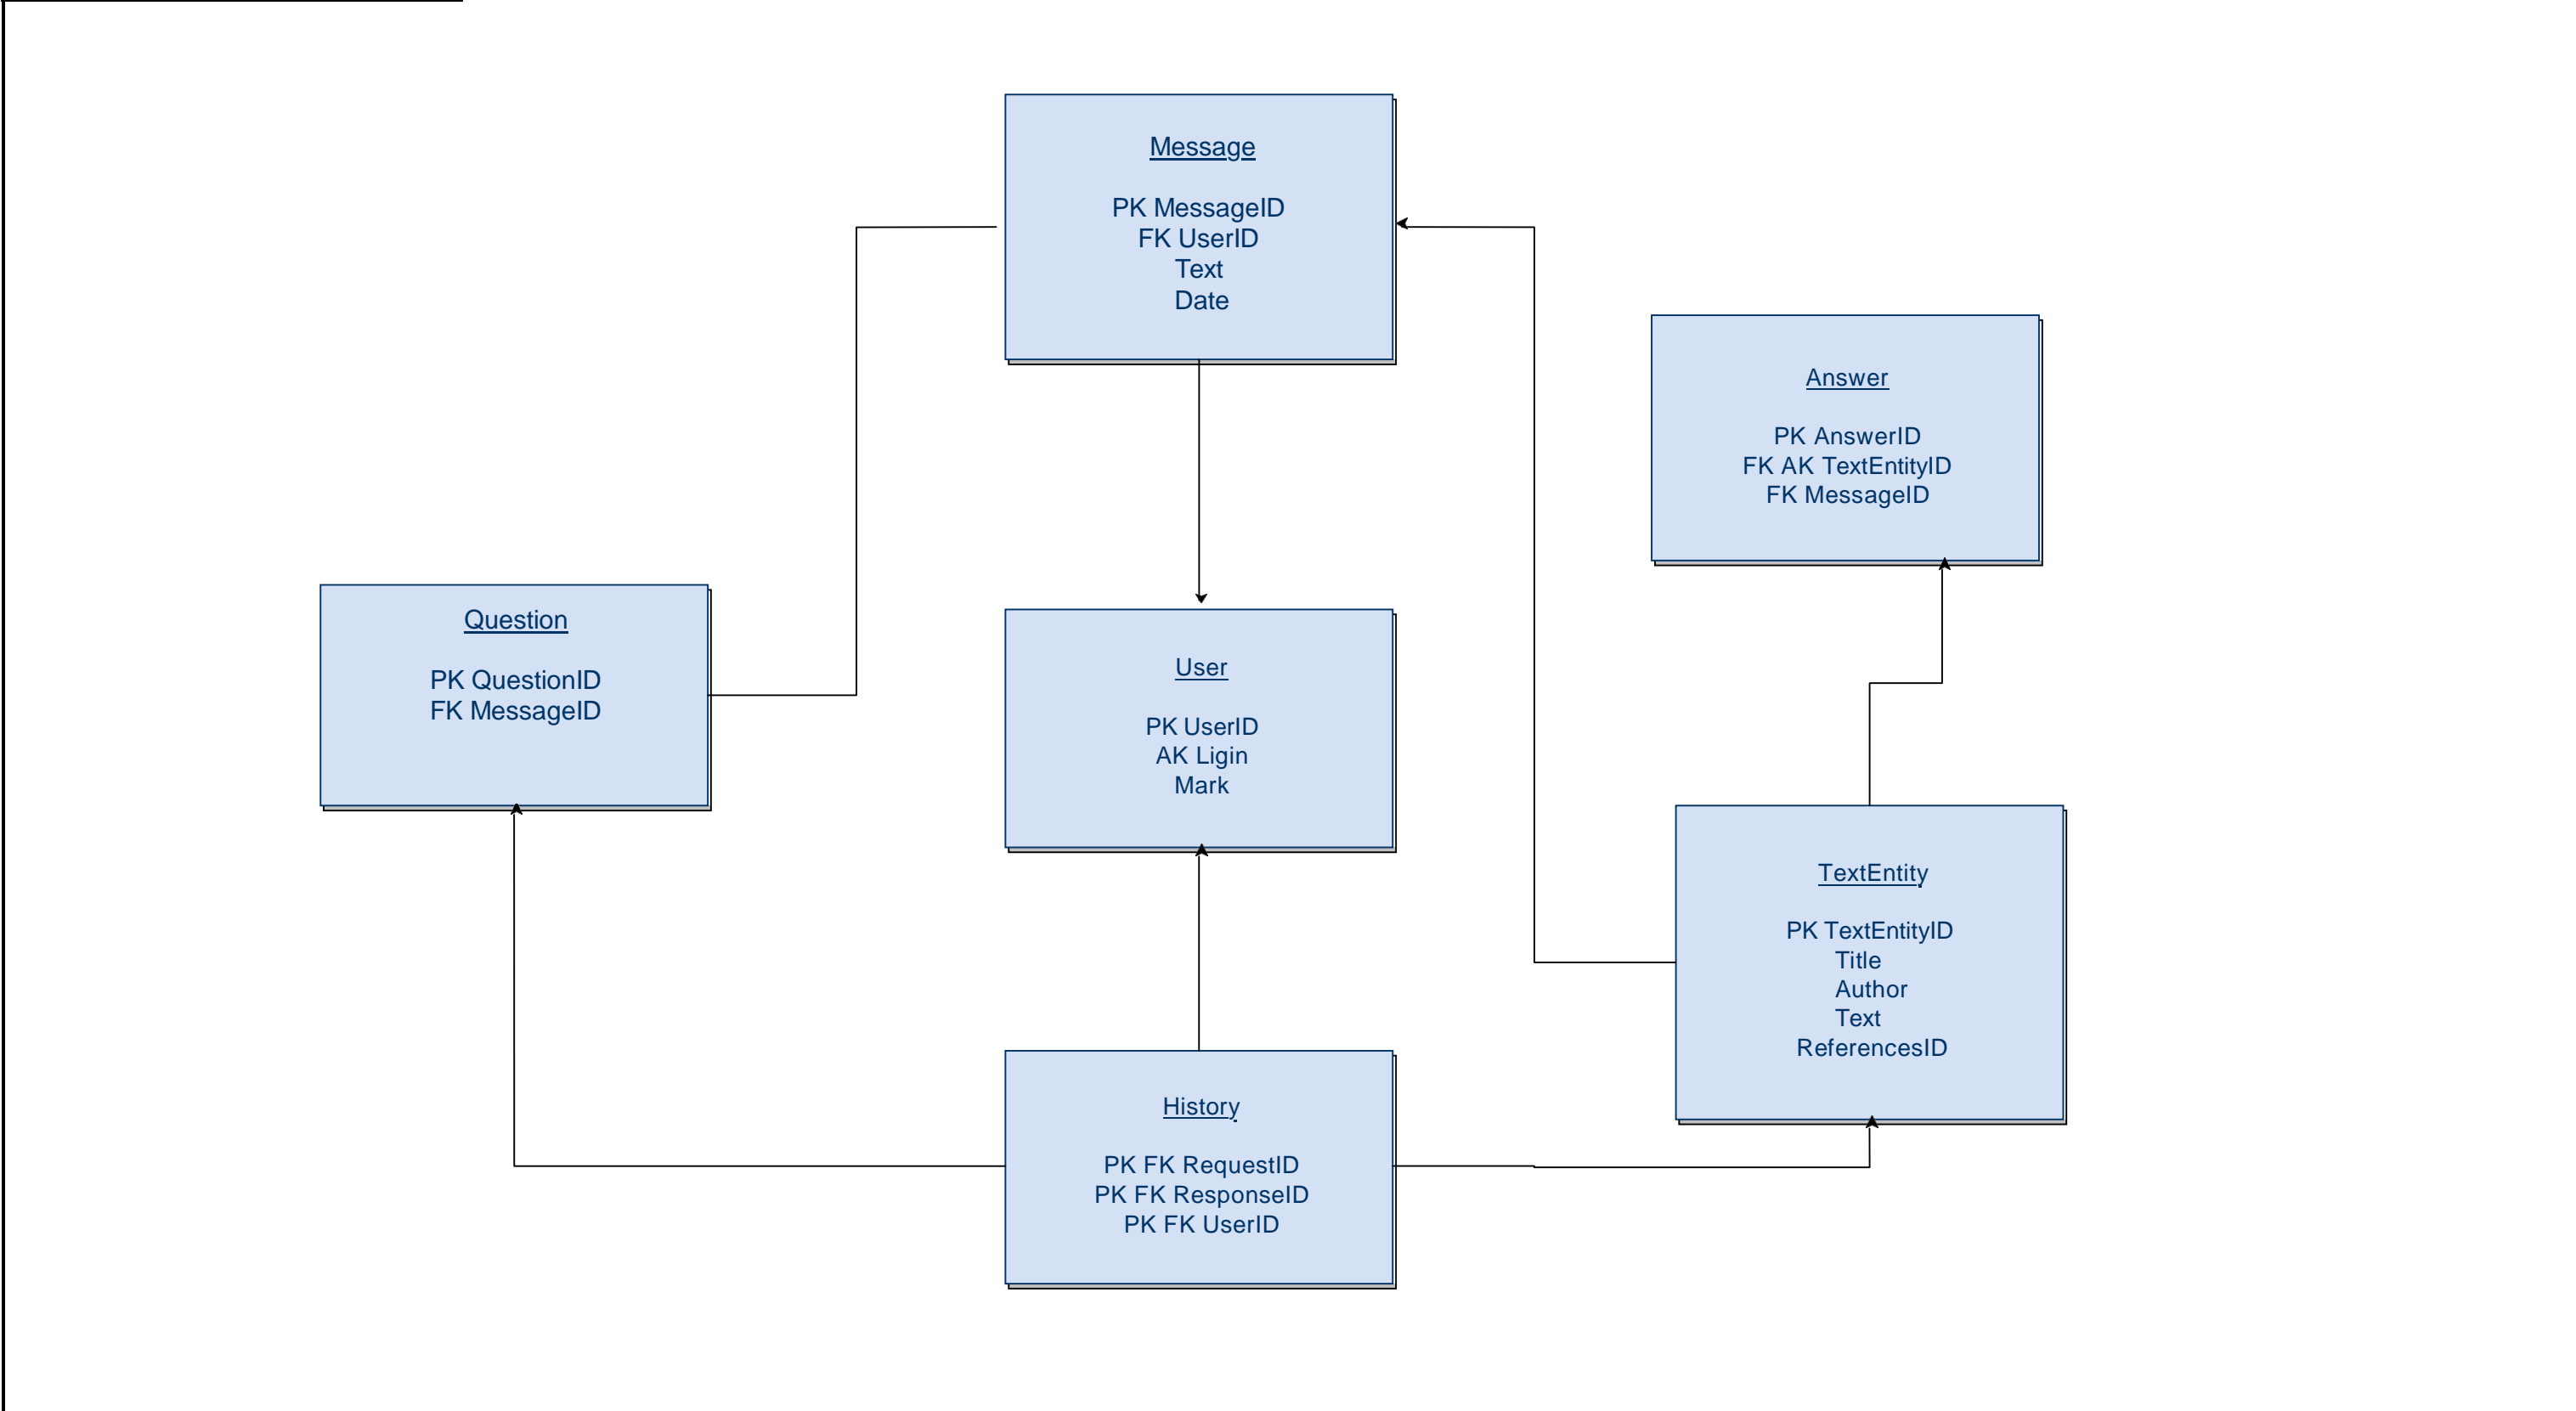 Message
PK MessageID
FK UserID
Text
Date
Answer
PK AnswerID
FK AK TextEntityID
FK MessageID
Question
PK QuestionID
FK MessageID
User
PK UserID
AK Ligin
Mark
TextEntity
PK TextEntityID
Title
Author
Text
ReferencesID
History
PK FK RequestID
PK FK ResponseID
PK FK UserID